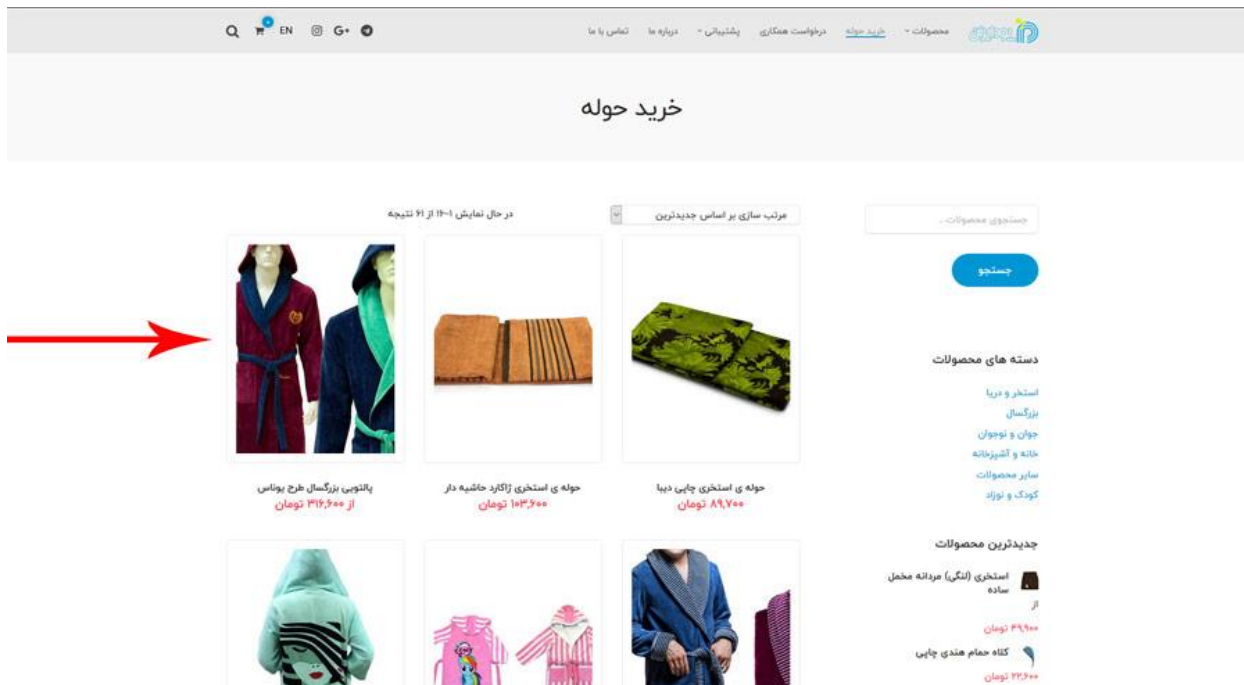 محصولات
خرید حوله
درخواست همکاری
پشتیبانی
درباره ما
تماس با ما
EN
G+
خرید حوله
جستجوی محصولات...
جستجو
مرتب سازی بر اساس جدیدترین
در حال نمایش ۱–۱۶ از ۶۱ نتیجه
حوله ی استخری چاپی دیبا
۸۹,۷۰۰ تومان
حوله ی استخری ژاکارد حاشیه دار
۱۰۳,۶۰۰ تومان
پالتویی بزرگسال طرح یوناس
از ۳۱۶,۶۰۰ تومان
دسته های محصولات
استخر و دریا
بزرگسال
جوان و نوجوان
خانه و آشپزخانه
سایر محصولات
کودک و نوزاد
جدیدترین محصولات
استخری (لنگی) مردانه مخمل
ساده
از
۴۹,۹۰۰ تومان
کلاه حمام هندی چاپی
۲۲,۶۰۰ تومان